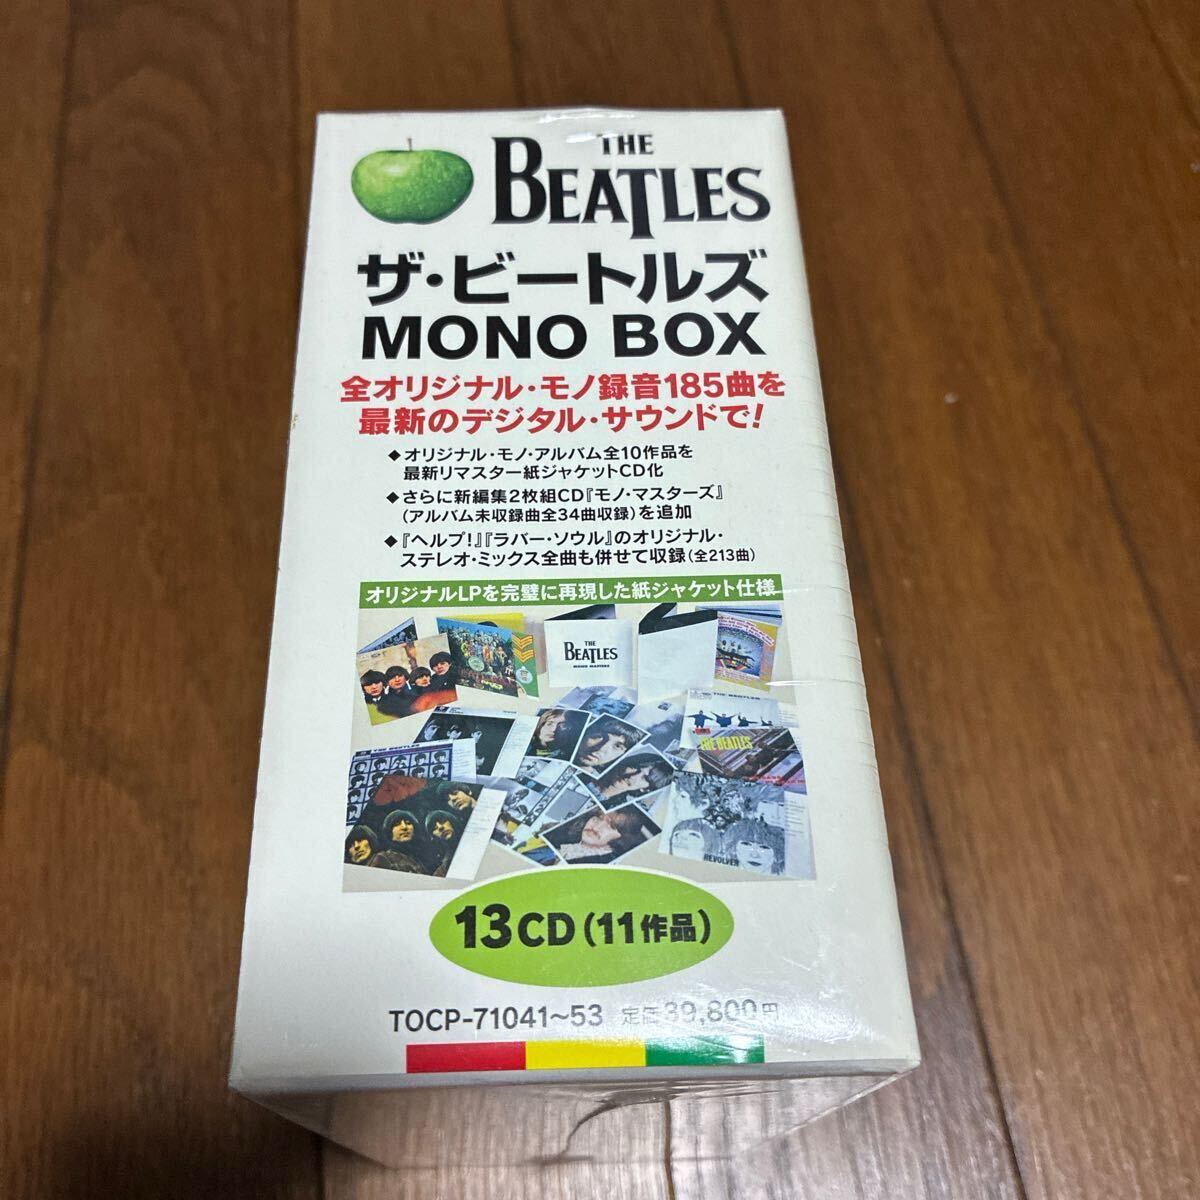 THE
BEATLES
ザ・ビートルズ
MONO BOX
全オリジナル・モノ録音185曲を
最新のデジタル・サウンドで!
◆オリジナル・モノ・アルバム全10作品を
最新リマスター紙ジャケットCD化
◆さらに新編集2枚組CD『モノ・マスターズ』
(アルバム未収録曲全34曲収録)を追加
◆『ヘルプ!』『ラバー・ソウル』のオリジナル・
ステレオ・ミックス全曲も併せて収録(全213曲)
オリジナルLPを完璧に再現した紙ジャケット仕様
THE
BEATLES
MONO MASTERS
THE BEATLES
THE BEATLES
THE BEATLES
REVOLVER
13CD(11作品)
TOCP-71041~53 定価39,800円